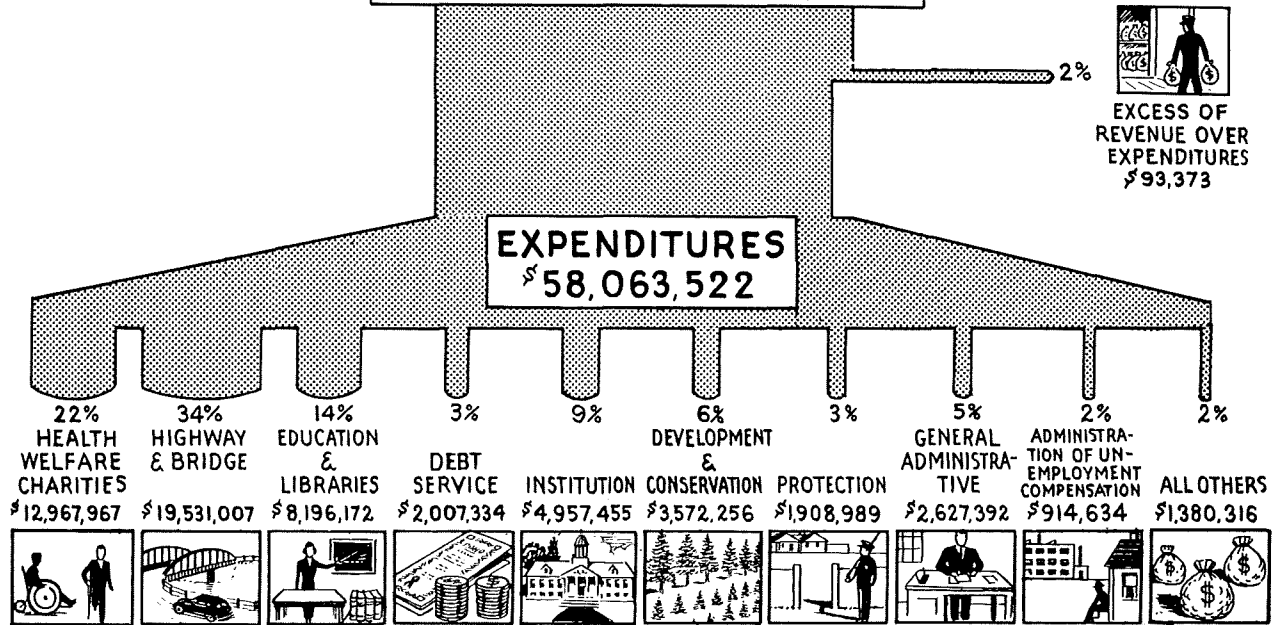 2%
EXCESS OF
REVENUE OVER
EXPENDITURES
$93,373
EXPENDITURES
$58,063,522
22%
HEALTH
WELFARE
CHARITIES
$12,967,967
34%
HIGHWAY
& BRIDGE
$19,531,007
14%
EDUCATION
&
LIBRARIES
$8,196,172
3%
DEBT
SERVICE
$2,007,334
9%
INSTITUTION
$4,957,455
6%
DEVELOPMENT
&
CONSERVATION
$3,572,256
3%
PROTECTION
$1,908,989
5%
GENERAL
ADMINISTRA-
TIVE
$2,627,392
2%
ADMINISTRA-
TION OF UN-
EMPLOYMENT
COMPENSATION
$914,634
2%
ALL OTHERS
$1,380,316